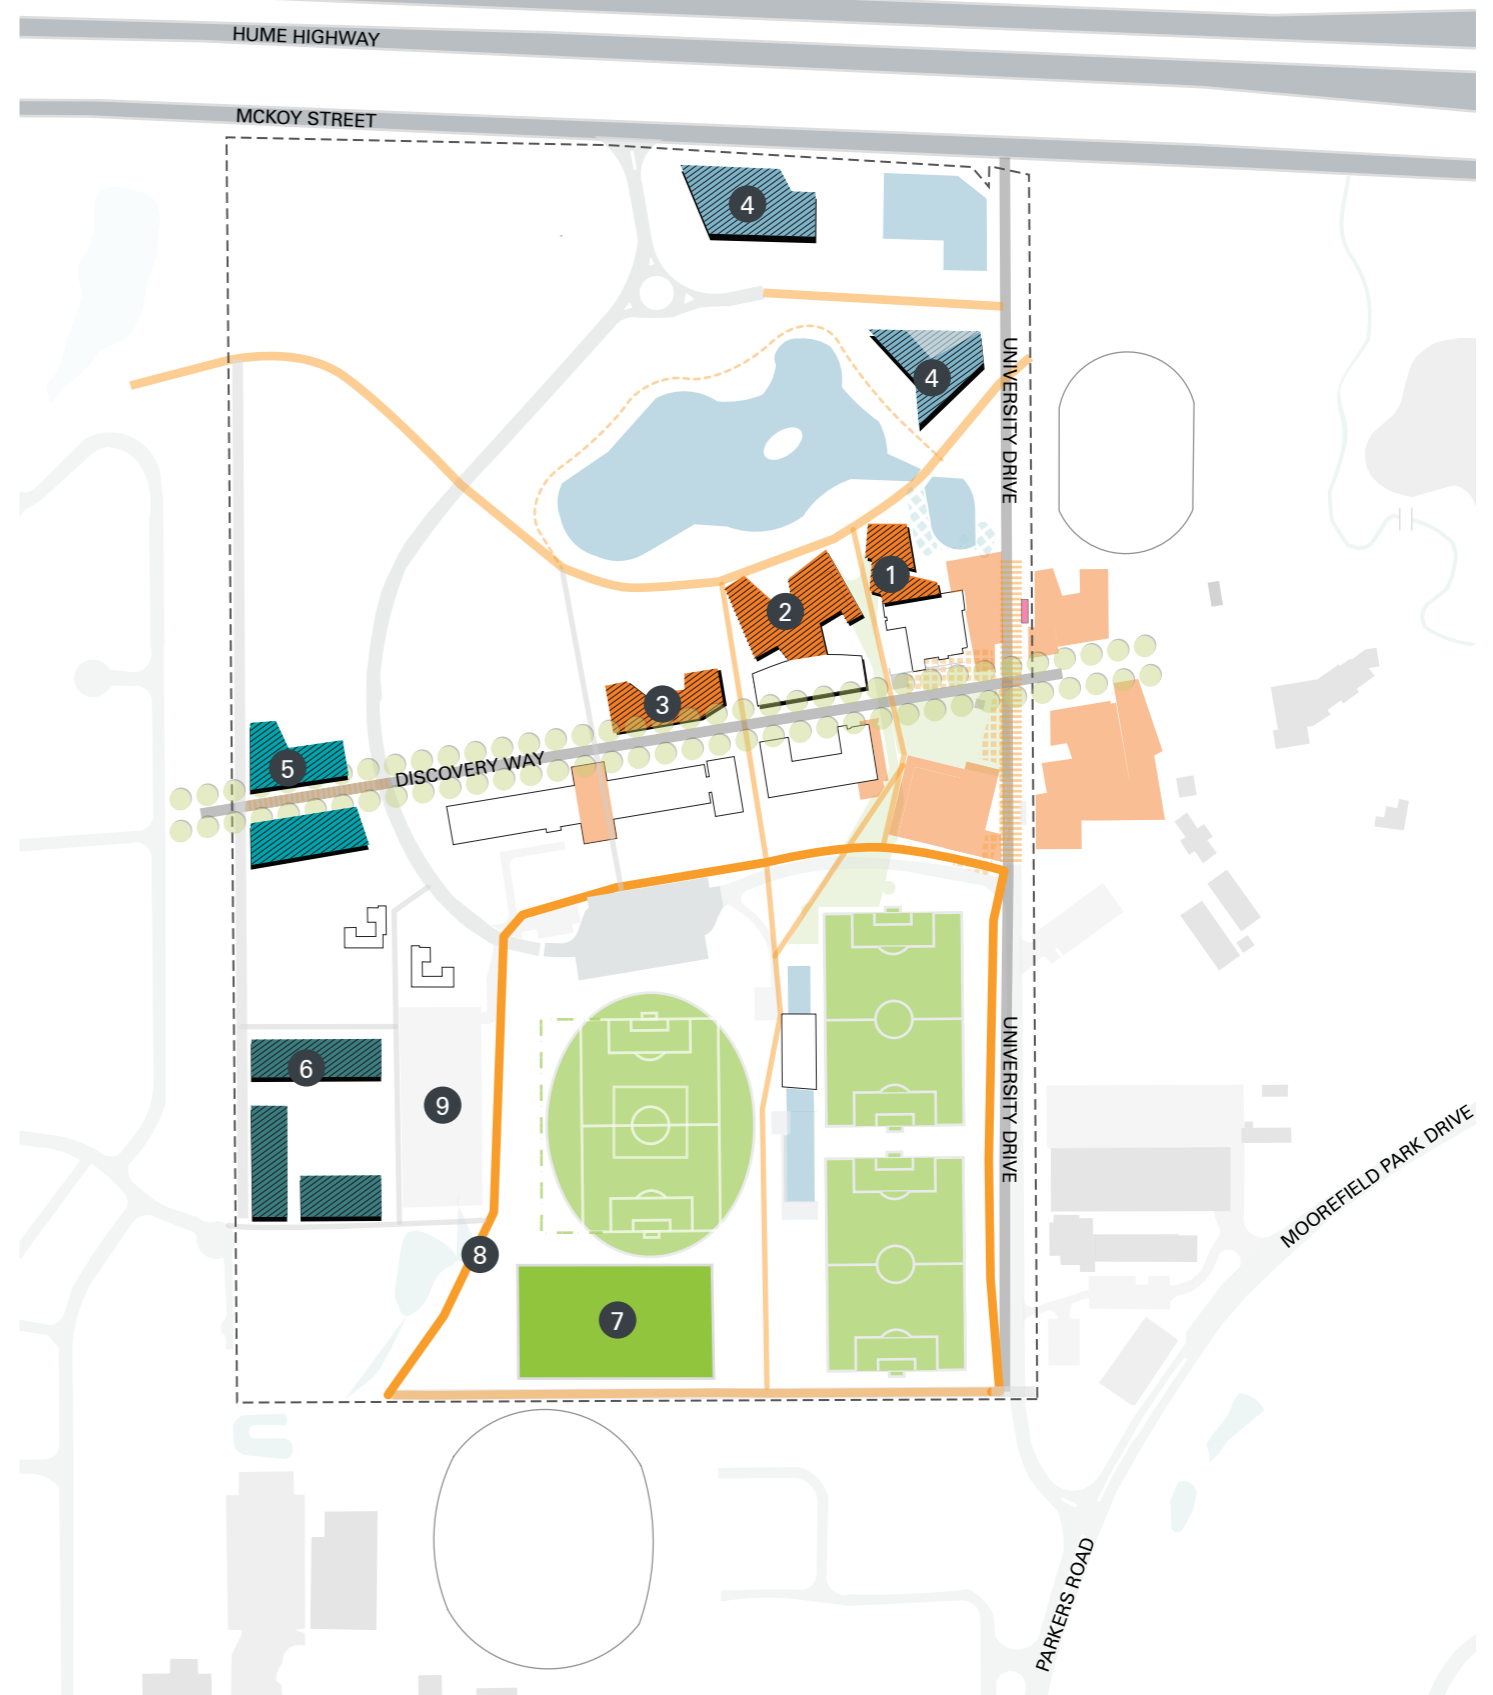 HUME HIGHWAY
MCKOY STREET
4
4
UNIVERSITY DRIVE
1
2
3
5
DISCOVERY WAY
6
9
UNIVERSITY DRIVE
MOOREFIELD PARK DRIVE
8
7
PARKERS ROAD